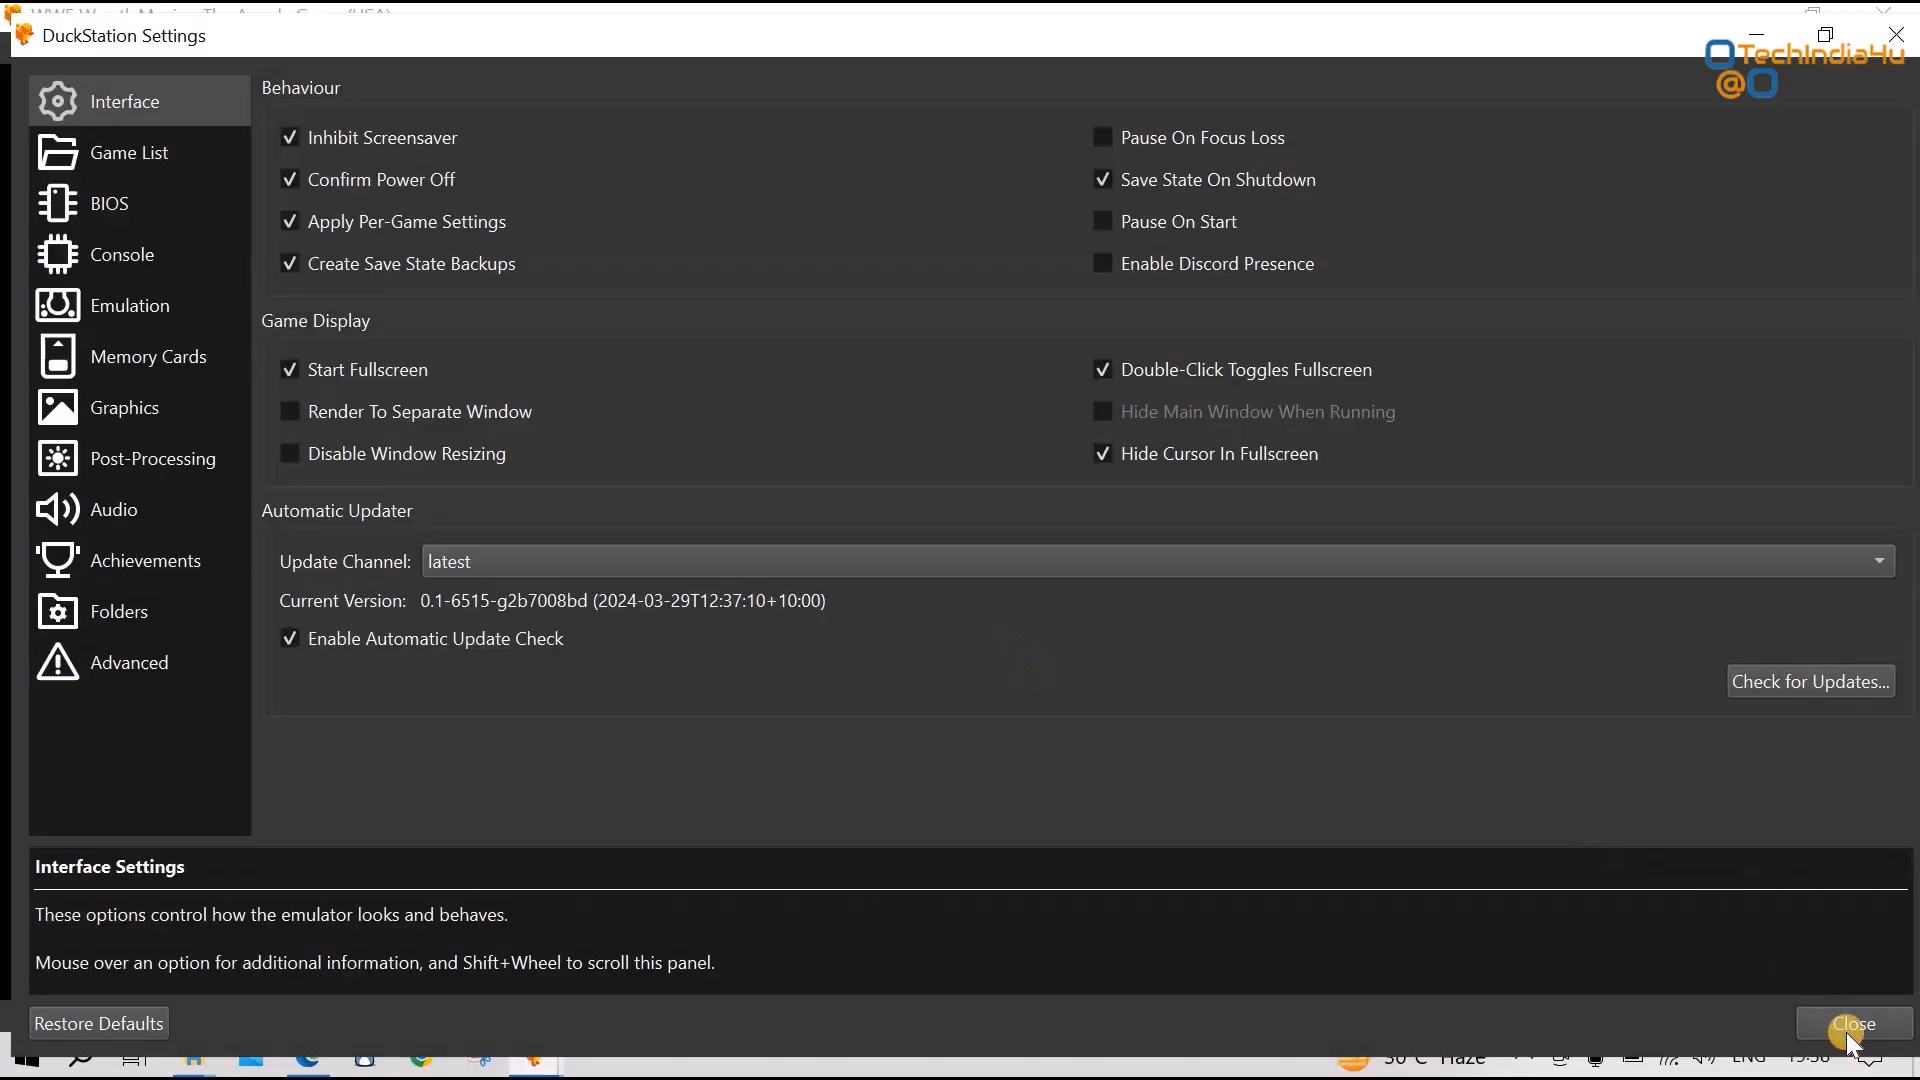 DuckStation Settings
TechIndia4u
@
Interface
Game List
BIOS
Console
Emulation
Memory Cards
Graphics
Post-Processing
Audio
Achievements
Folders
Advanced
Behaviour
Inhibit Screensaver
Pause On Focus Loss
Confirm Power Off
Save State On Shutdown
Apply Per-Game Settings
Pause On Start
Create Save State Backups
Enable Discord Presence
Game Display
Start Fullscreen
Double-Click Toggles Fullscreen
Render To Separate Window
Hide Main Window When Running
Disable Window Resizing
Hide Cursor In Fullscreen
Automatic Updater
Update Channel: latest
Current Version: 0.1-6515-g2b7008bd (2024-03-29T12:37:10+10:00)
Enable Automatic Update Check
Check for Updates...
Interface Settings
These options control how the emulator looks and behaves.
Mouse over an option for additional information, and Shift+Wheel to scroll this panel.
Restore Defaults
Close
30°C Haze
ENG